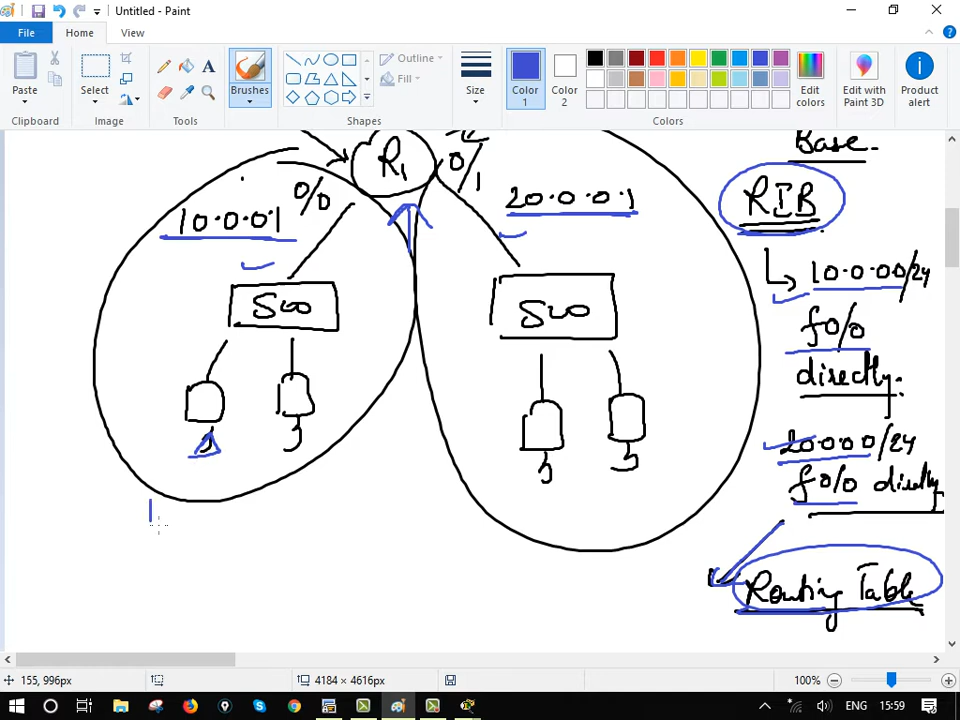 Untitled - Paint
File
Home
View
Paste
Select
Brushes
Outline
Fill
Size
Color
1
Color
2
Edit
colors
Edit with
Paint 3D
Product
alert
Clipboard
Image
Tools
Shapes
Colors
Base.
R1
0/0
0/1
RIB
10.0.0.1
20.0.0.1
10.0.0.0/24
S00
S00
f0/0
directly.
20.0.0.0/24
f0/0 directly
Routing Table
155, 996px
4184 × 4616px
100%
ENG
15:59